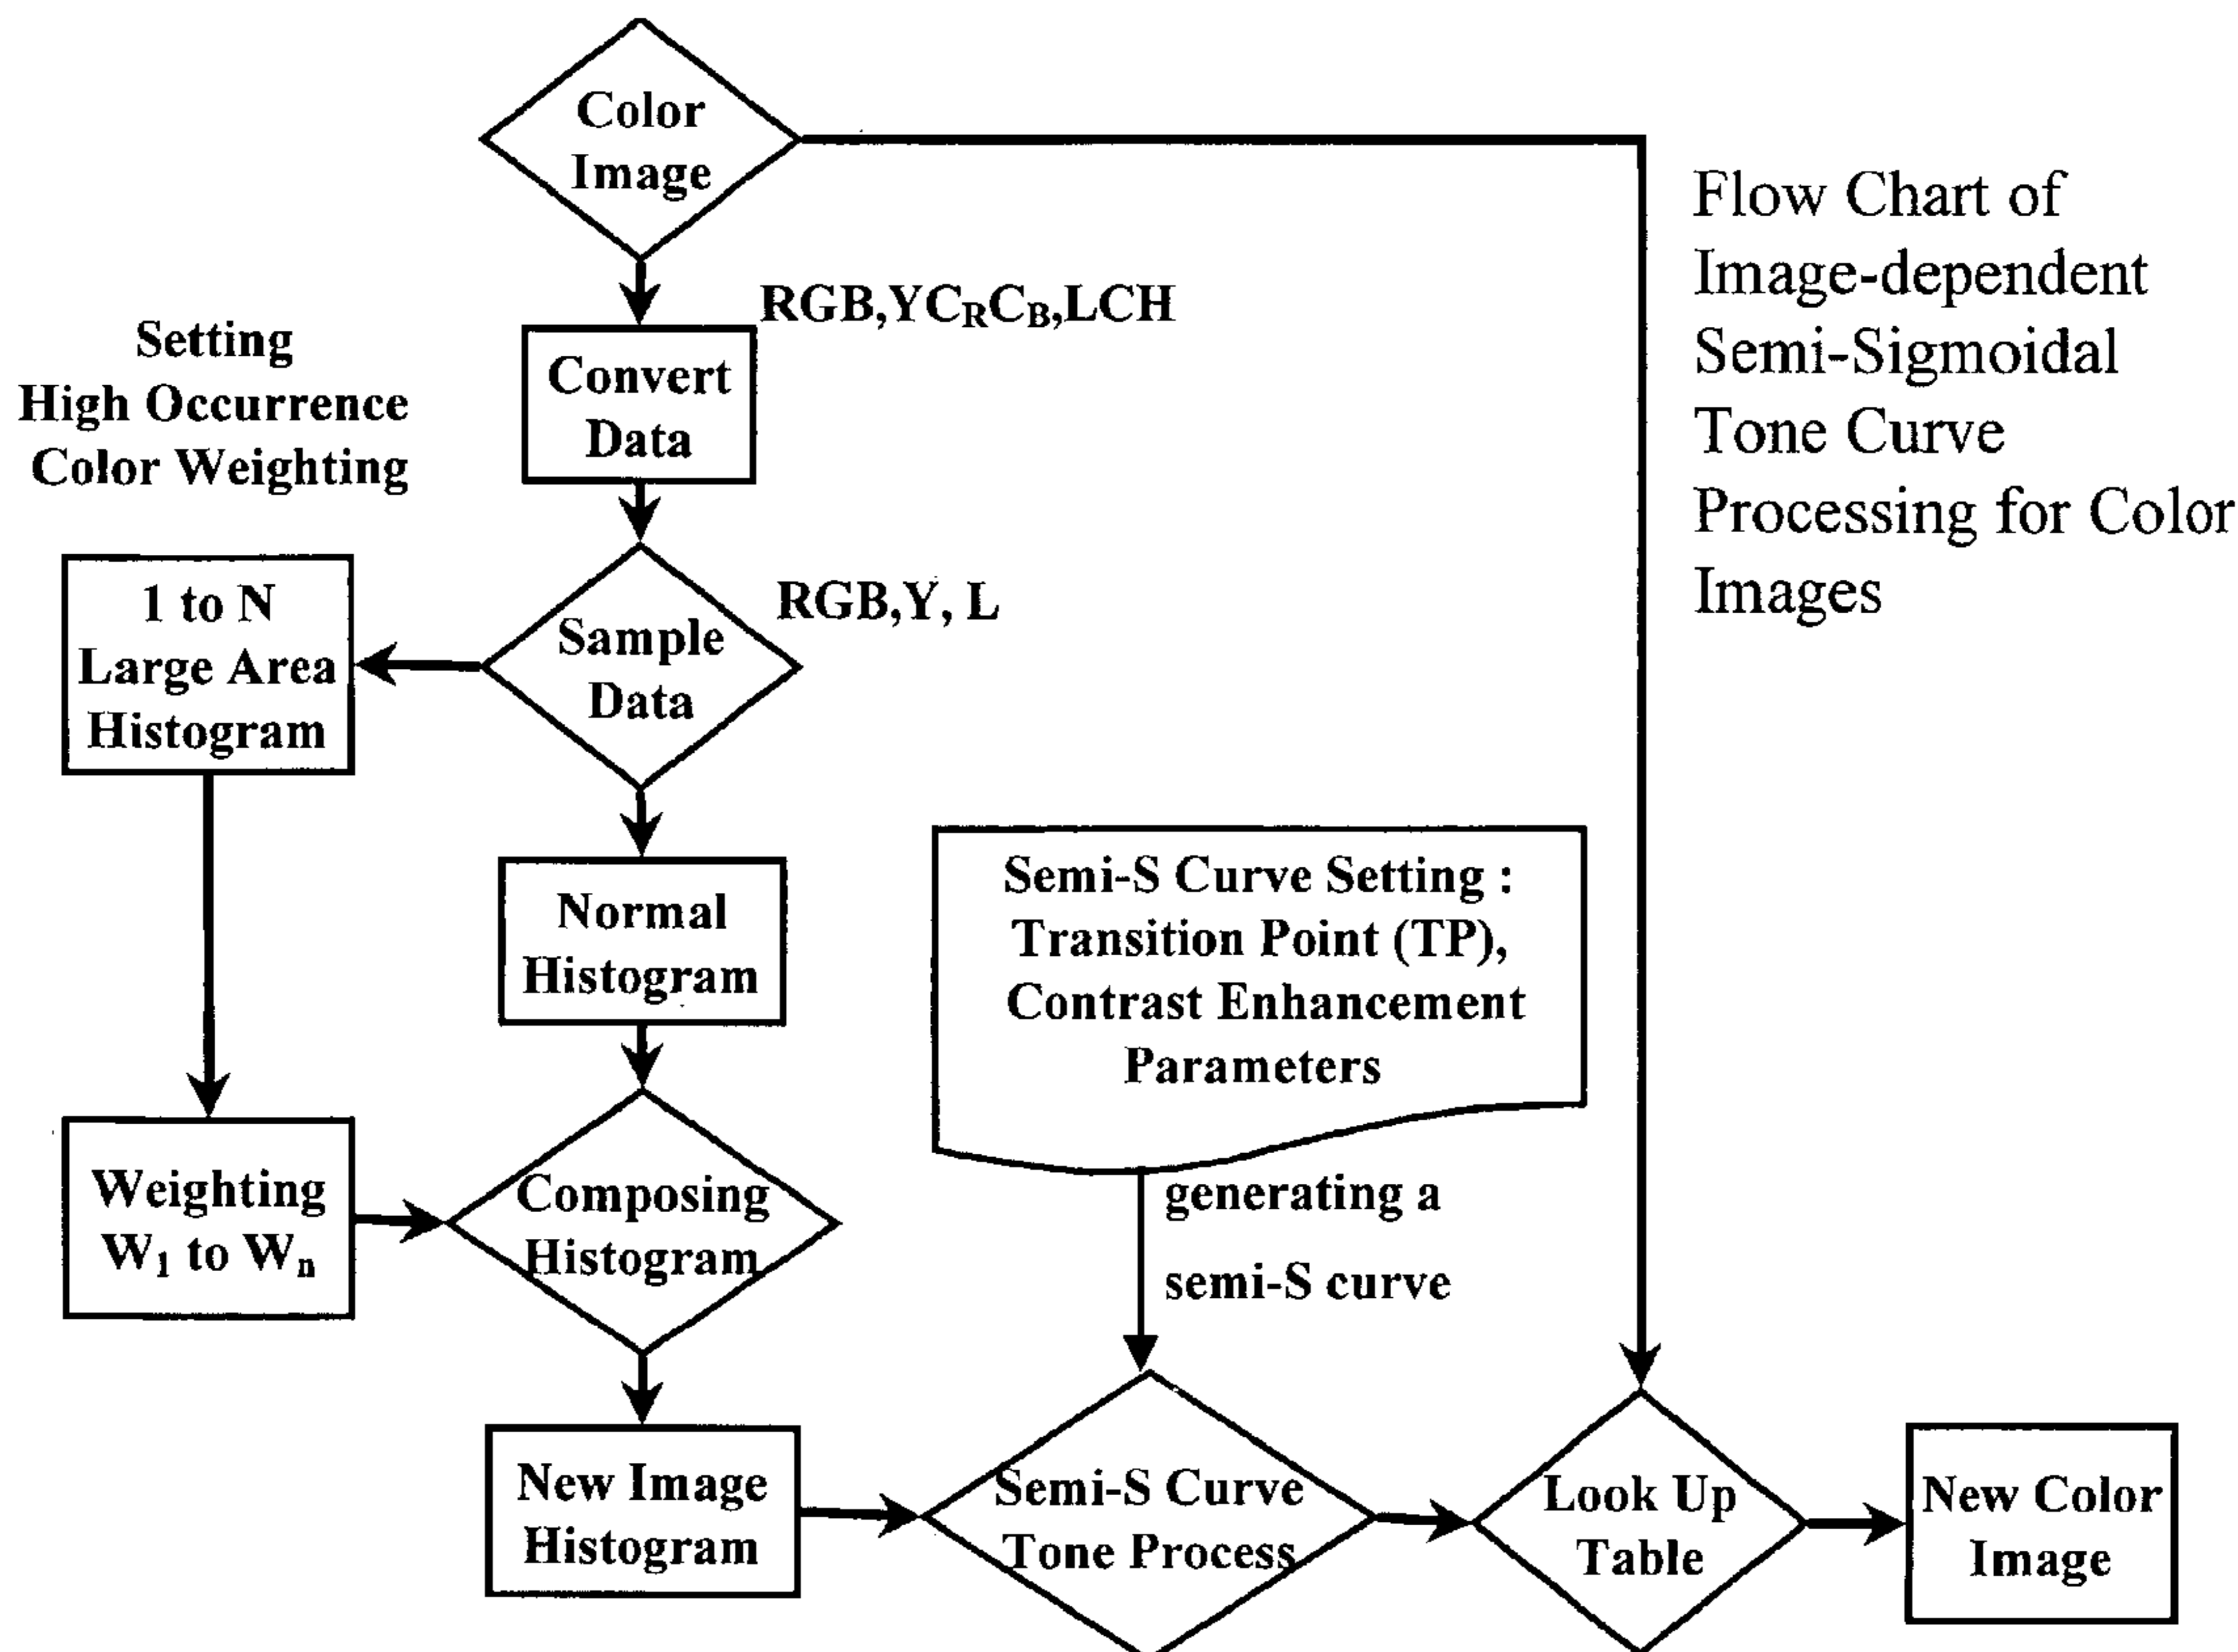 Color
Image
RGB,YCRCB,LCH
Convert
Data
Setting
High Occurrence
Color Weighting
Flow Chart of
Image-dependent
Semi-Sigmoidal
Tone Curve
Processing for Color
Images
1 to N
Large Area
Histogram
Sample
Data
RGB,Y, L
Normal
Histogram
Semi-S Curve Setting :
Transition Point (TP),
Contrast Enhancement
Parameters
Weighting
W1 to Wn
Composing
Histogram
generating a
semi-S curve
New Image
Histogram
Semi-S Curve
Tone Process
Look Up
Table
New Color
Image